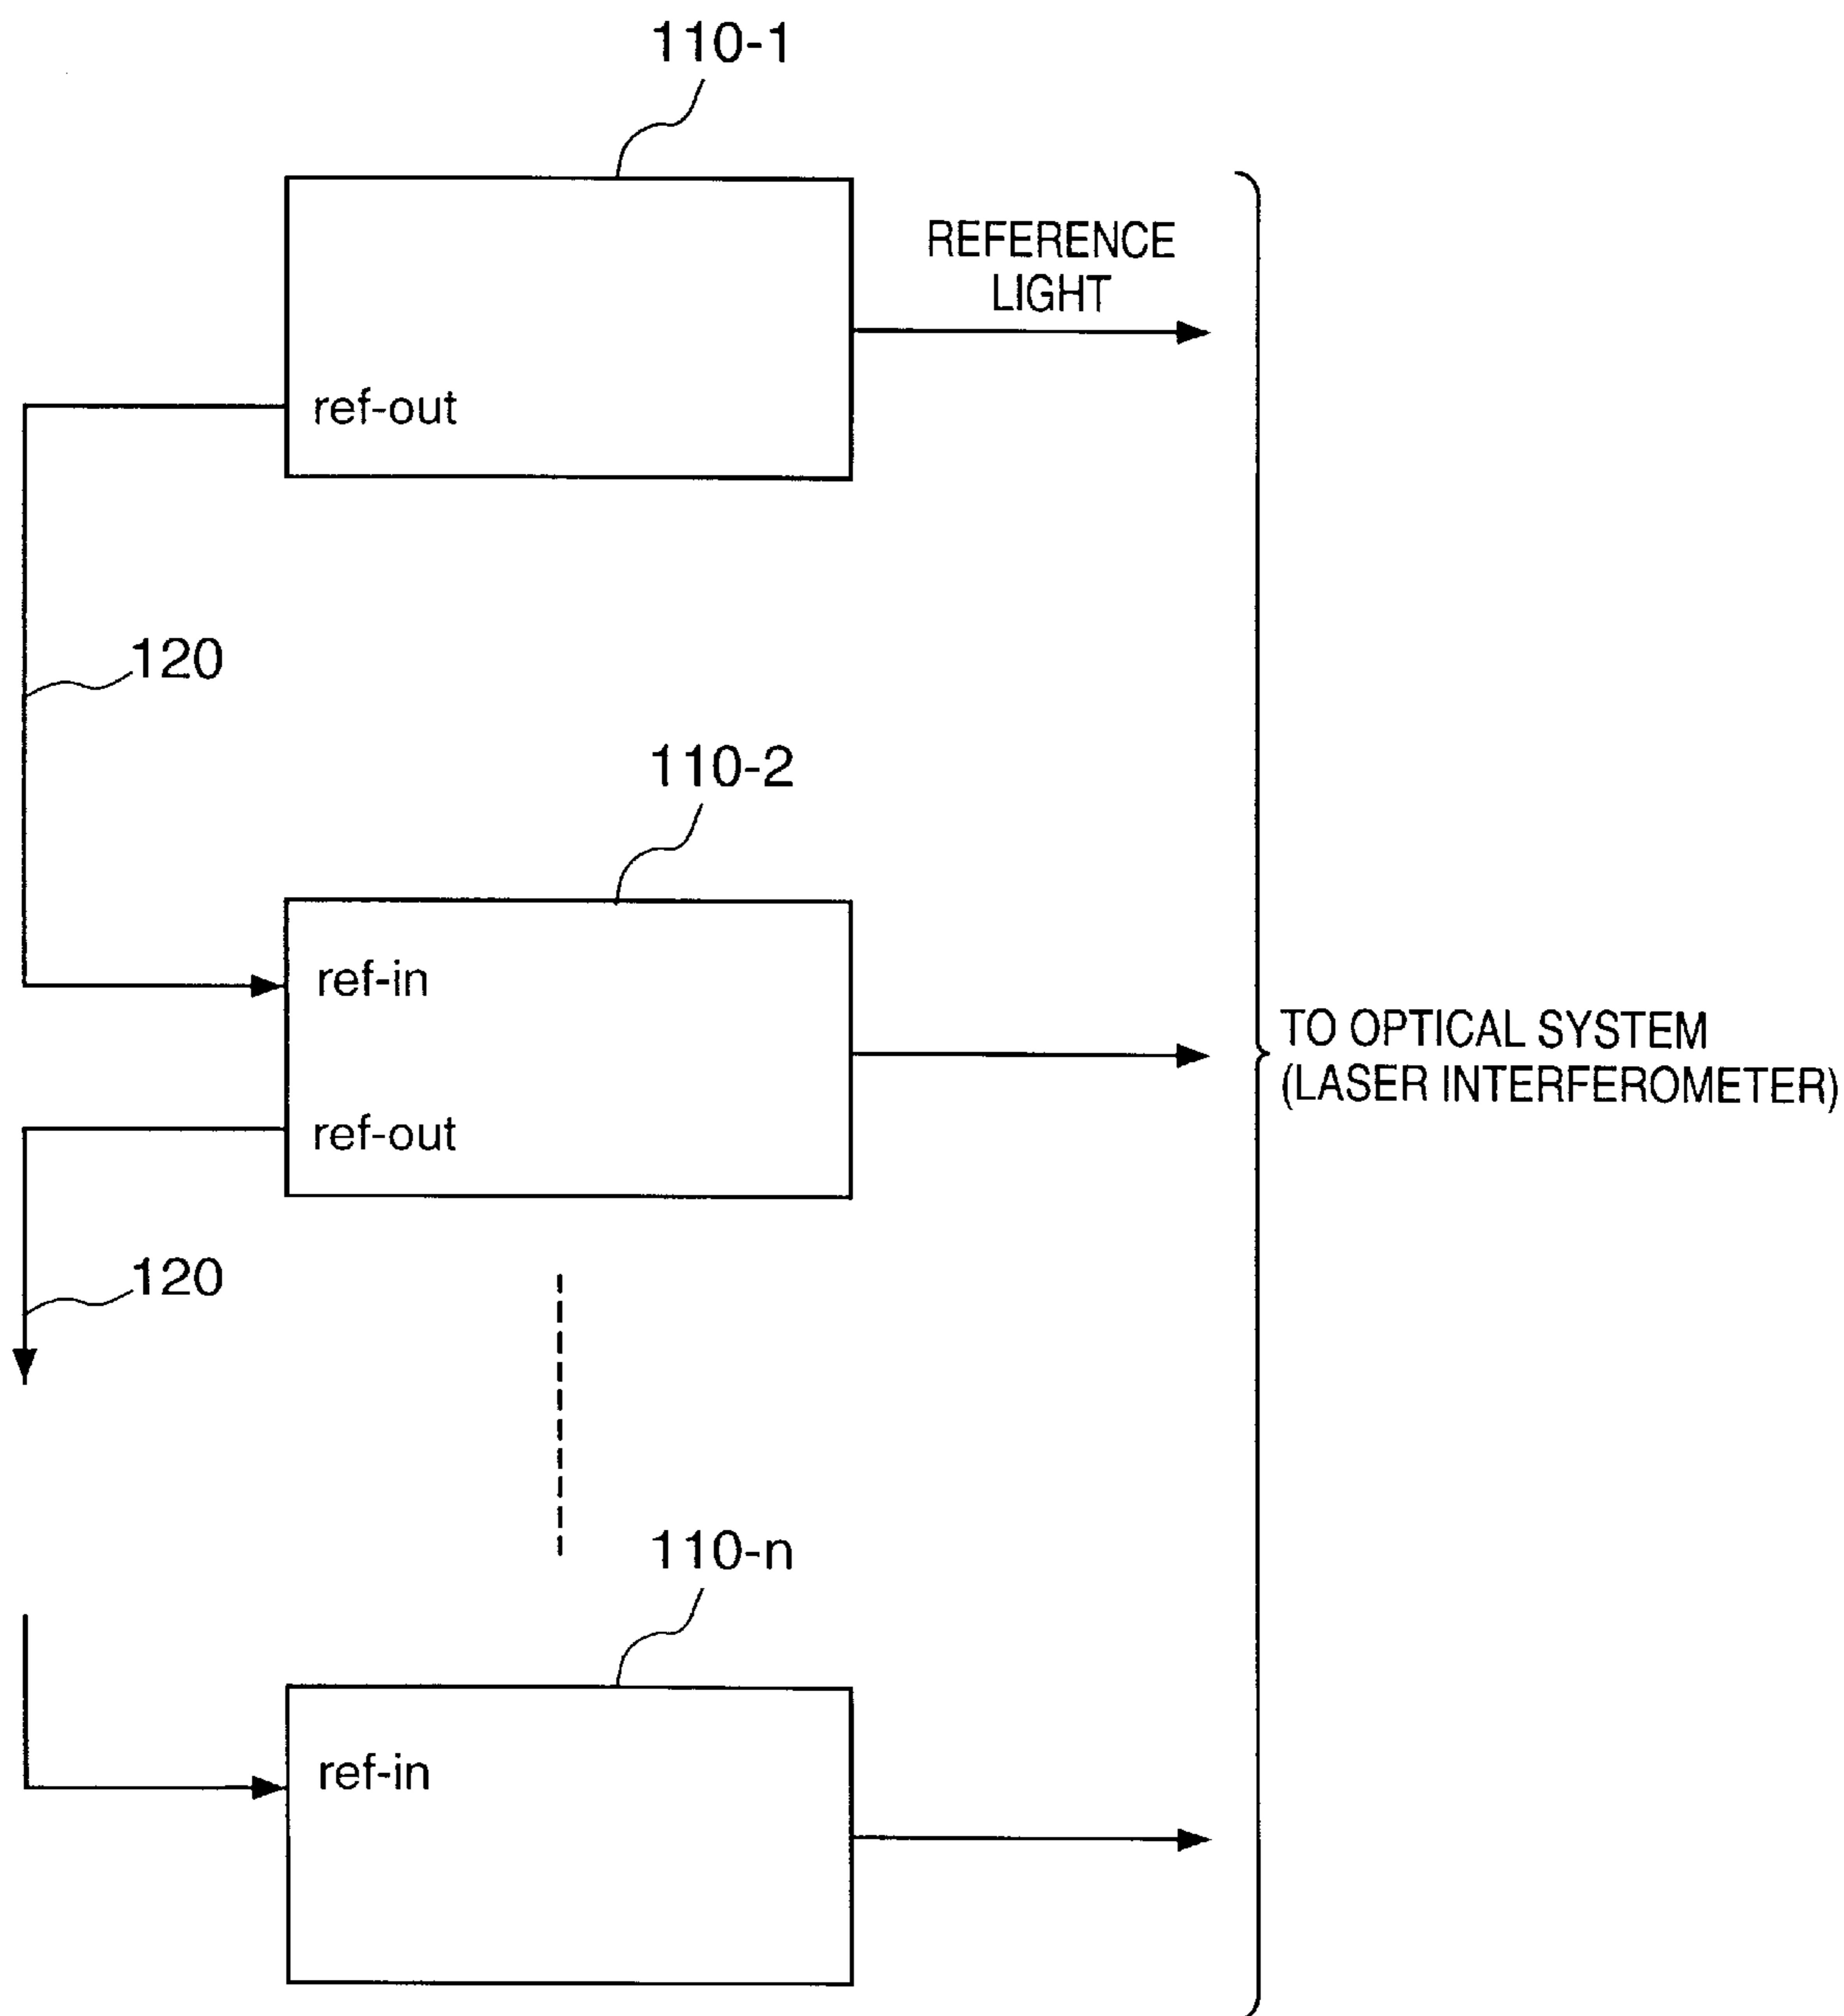 110-1
REFERENCE
LIGHT
ref-out
120
110-2
ref-in
TO OPTICAL SYSTEM
(LASER INTERFEROMETER)
ref-out
120
110-n
ref-in